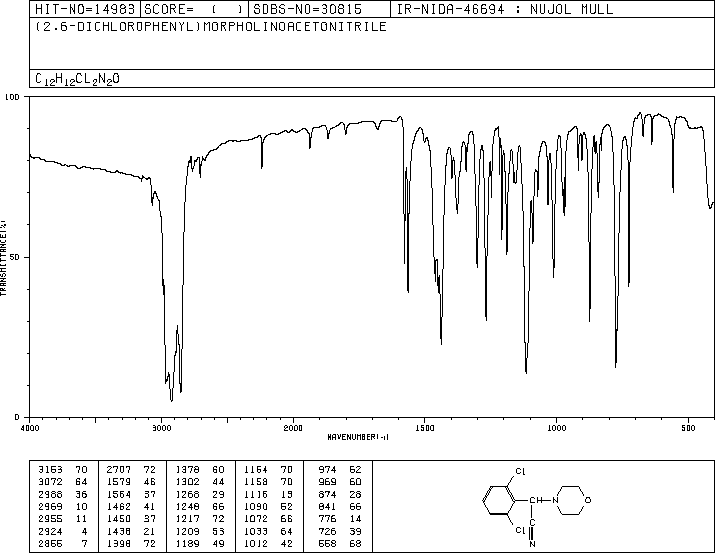 HIT-NO=14983 SCORE= ( ) SDBS-NO=30815 IR-NIDA-46694 : NUJOL MULL
(2,6-DICHLOROPHENYL)MORPHOLINOACETONITRILE
C12H12CL2N2O
100
50
0
TRANSMITTANCE(%)
4000 3000 2000 1500 1000 500
WAVENUMBER(-1)
3163 70 2707 72 1378 60 1164 70 974 62
3072 64 1579 46 1302 44 1158 70 969 60
2988 36 1564 37 1268 29 1116 13 874 28
2969 10 1462 41 1248 66 1090 52 841 66
2955 11 1450 37 1217 72 1072 66 776 14
2924 4 1438 21 1209 53 1033 64 726 39
2855 7 1398 72 1189 49 1012 42 558 68
Cl
CH N O
Cl C
N